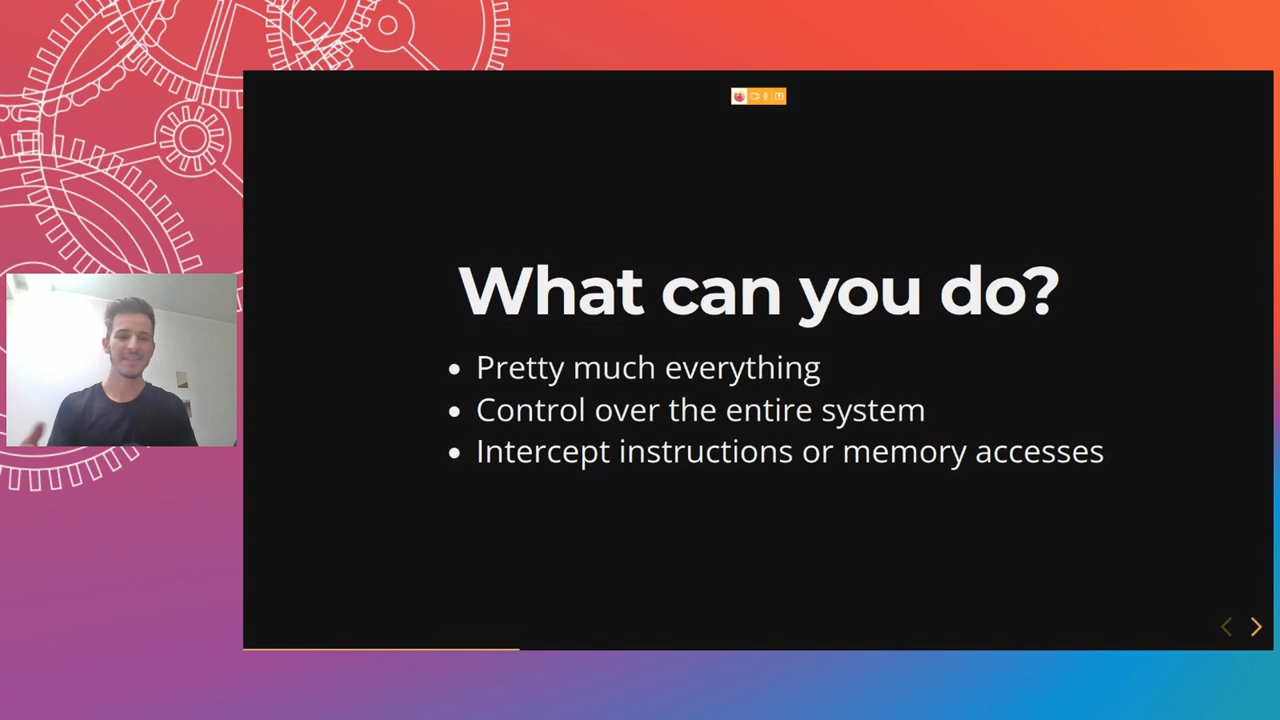 What can you do?
Pretty much everything
Control over the entire system
Intercept instructions or memory accesses